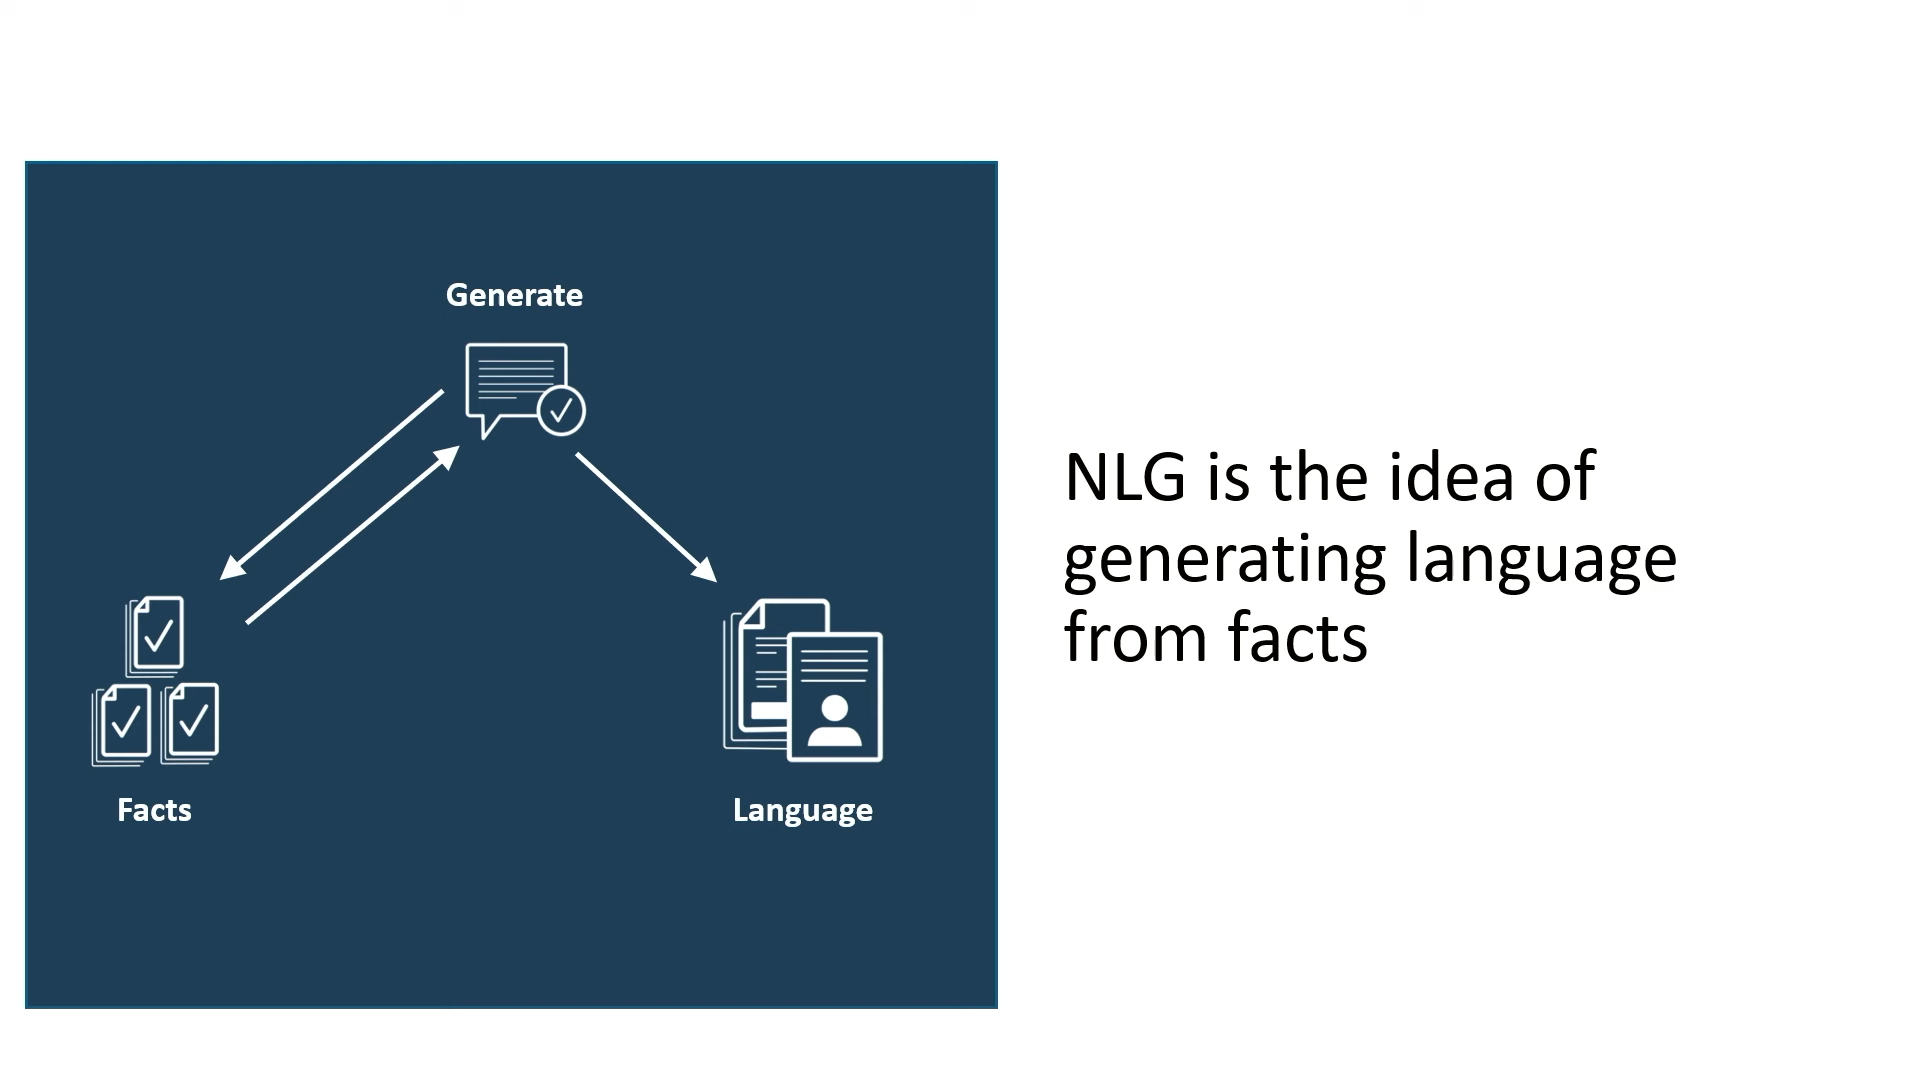 Generate
Facts
Language
NLG is the idea of
generating language
from facts